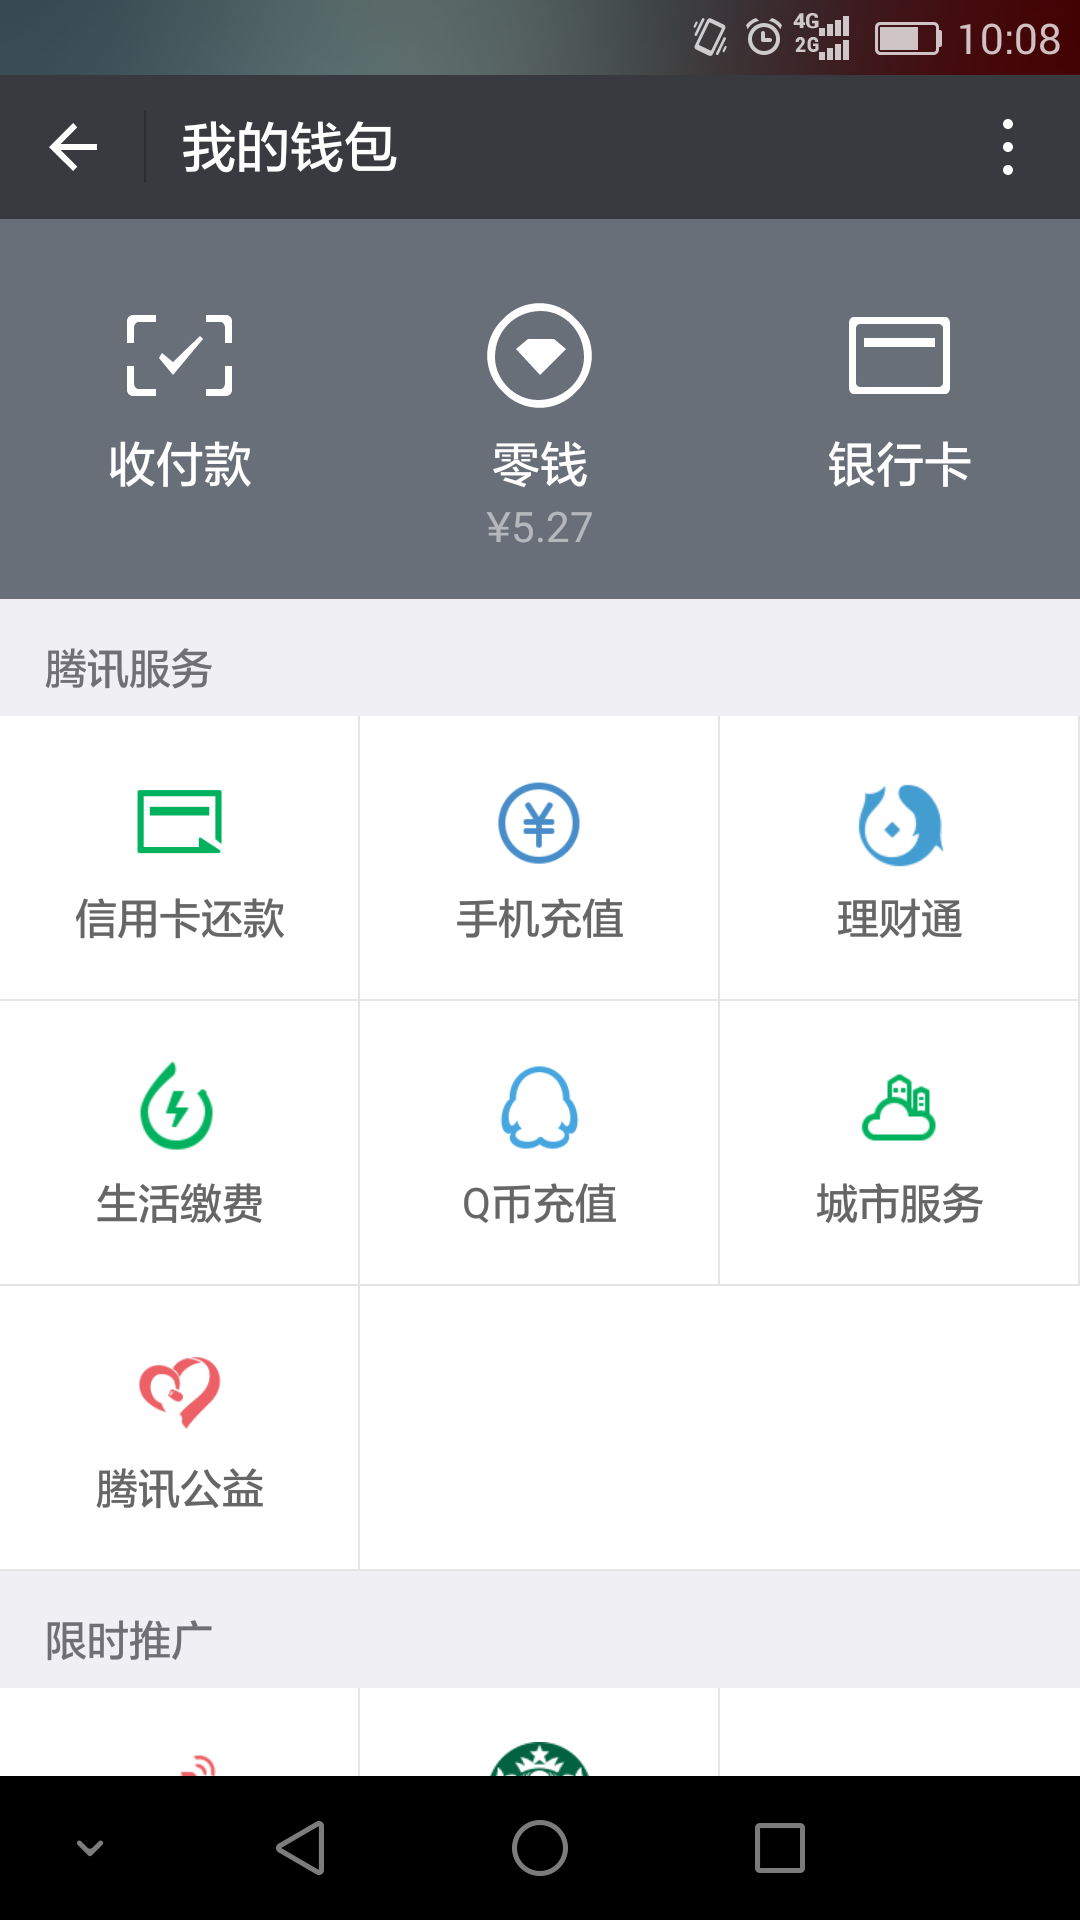 4G
2G
10:08
我的钱包
收付款 零钱 银行卡
¥5.27
腾讯服务
信用卡还款 手机充值 理财通
生活缴费 Q币充值 城市服务
腾讯公益
限时推广